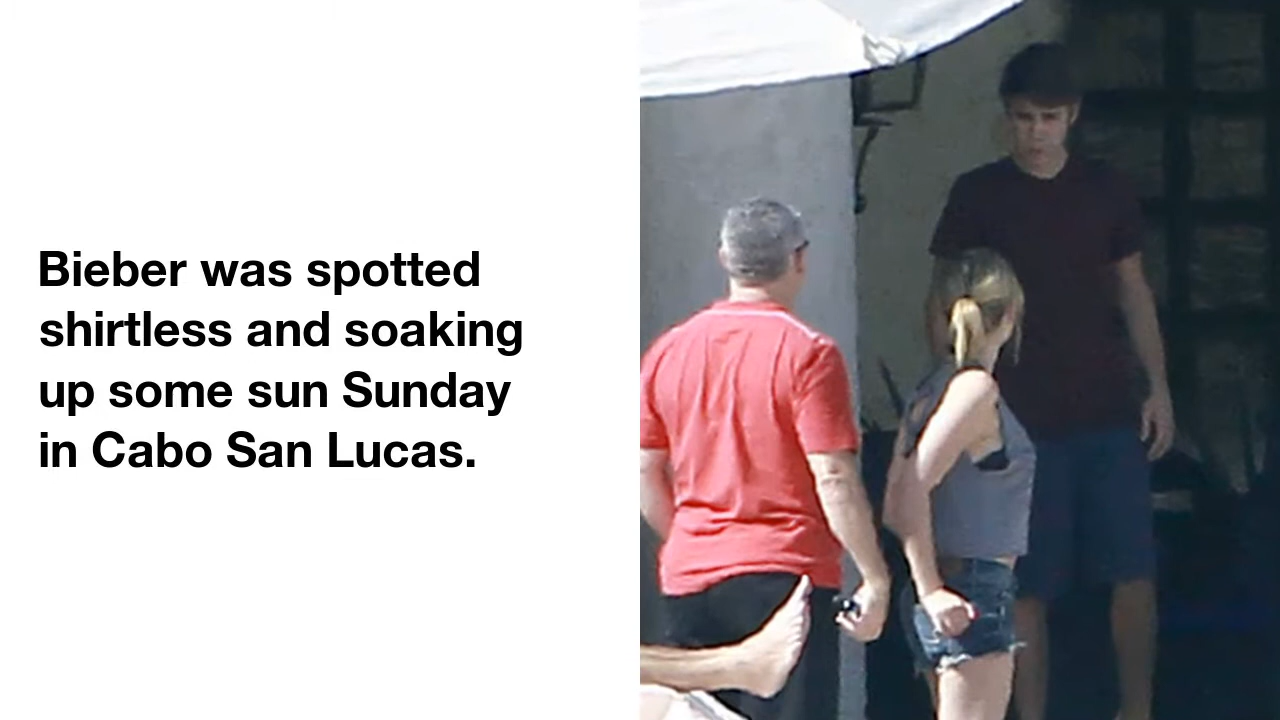 Bieber was spotted
shirtless and soaking
up some sun Sunday
in Cabo San Lucas.